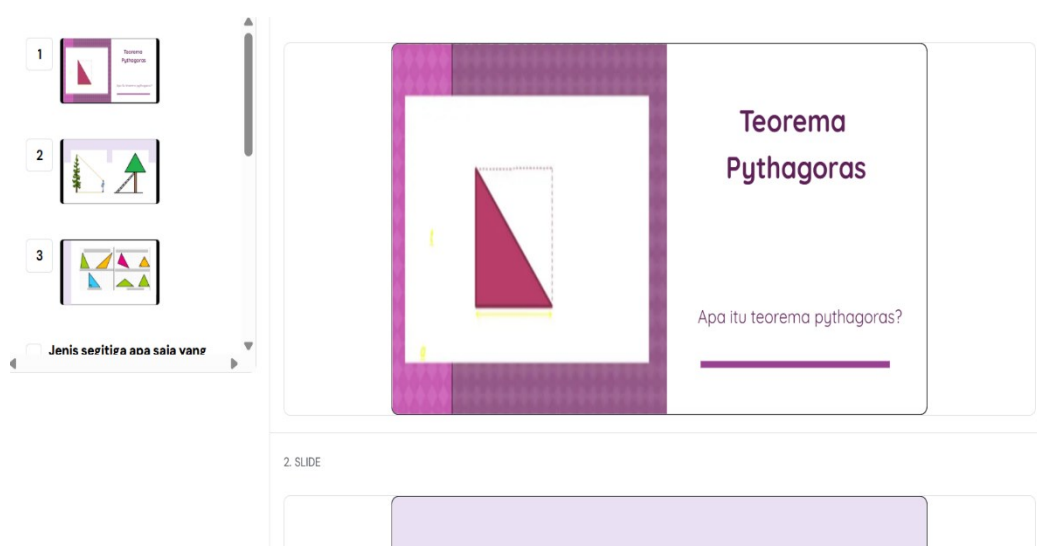 1
Teorema
Pythagoras
2
3
Jenis segitiga apa saja yang
Teorema
Pythagoras
Apa itu teorema pythagoras?
2. SLIDE